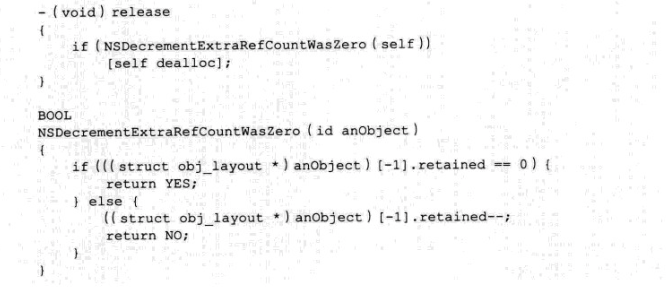 - (void) release
{
    if (NSDecrementExtraRefCountWasZero (self))
        [self dealloc];
}

BOOL
NSDecrementExtraRefCountWasZero (id anObject)
{
    if (((struct obj_layout *) anObject) [-1].retained == 0) {
        return YES;
    } else {
        ((struct obj_layout *) anObject) [-1].retained--;
        return NO;
    }
}